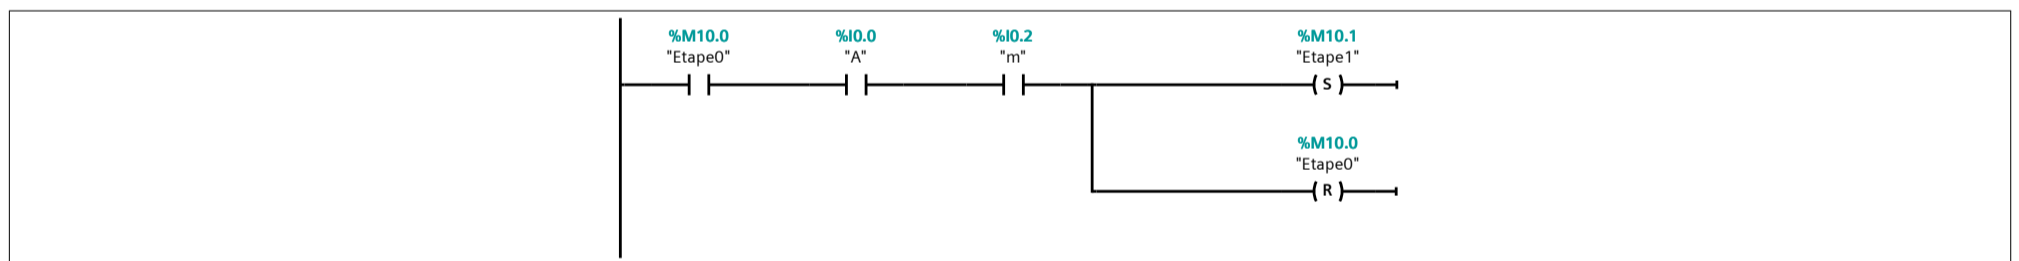 %M10.0 %I0.0 %I0.2 %M10.1
"Etape0" "A" "m" "Etape1"
S
%M10.0
"Etape0"
R